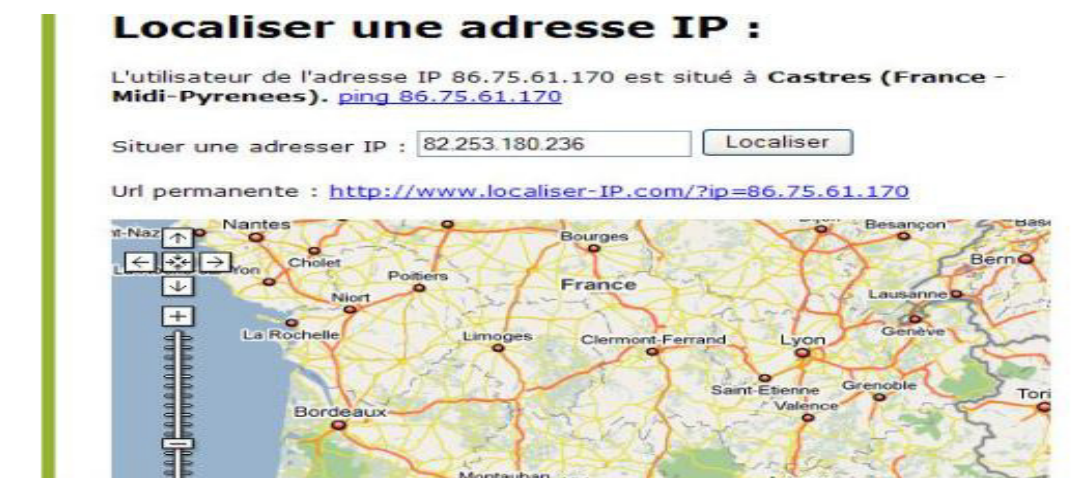 Localiser une adresse IP :
L'utilisateur de l'adresse IP 86.75.61.170 est situé à Castres (France -
Midi-Pyrenees). ping 86.75.61.170
Situer une adresser IP : 82.253.180.236 Localiser
Url permanente : http://www.localiser-IP.com/?ip=86.75.61.170
Nantes
Besançon
Bourges
Bern
Cholet
Yon
Poitiers
France
Niort
Lausanne
La Rochelle
Limoges
Clermont-Ferrand
Lyon
Genève
Saint-Etienne
Grenoble
Valence
Tori
Bordeaux
Montauban